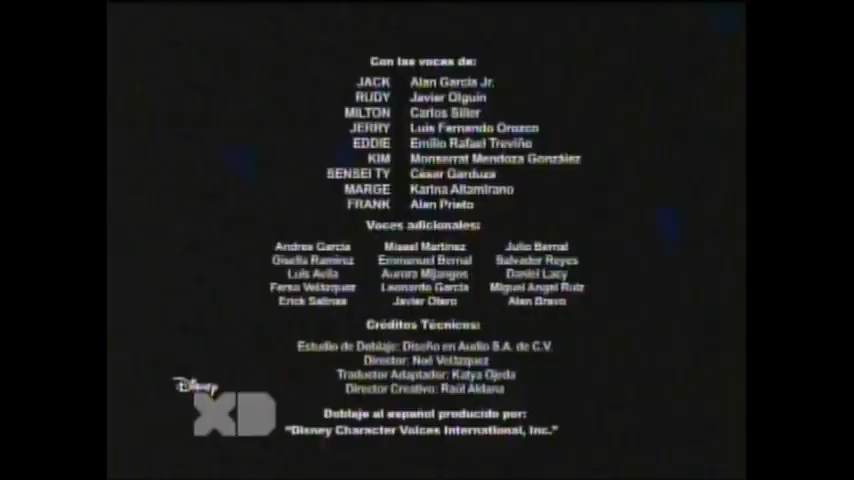 Con las voces de:
JACK Alan García Jr.
RUDY Javier Olguín
MILTON Carlos Siller
JERRY Luis Fernando Orozco
EDDIE Emilio Rafael Treviño
KIM Monserrat Mendoza González
SENSEI TY César Garduza
MARGE Karina Altamirano
FRANK Alan Prieto
Voces adicionales:
Andrea García Misael Martínez Julio Bernal
Gisella Ramírez Emmanuel Bernal Salvador Reyes
Luis Avila Aurora Mijangos Daniel Lacy
Fersa Velázquez Leonardo García Miguel Angel Ruiz
Erick Salinas Javier Otero Alan Bravo
Créditos Técnicos:
Estudio de Doblaje: Diseño en Audio S.A. de C.V.
Director: Noé Velázquez
Traductor Adaptador: Katya Ojeda
Director Creativo: Raúl Aldana
Doblaje al español producido por:
"Disney Character Voices International, Inc."
Disney
XD